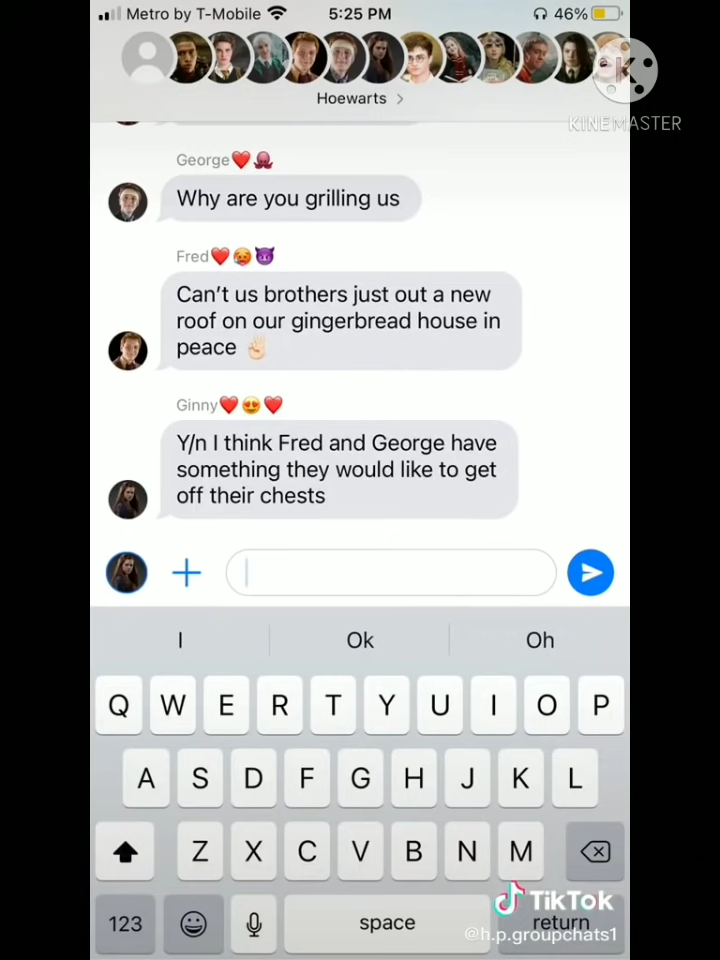 Metro by T-Mobile 5:25 PM 46%
K
KINEMASTER
Hoewarts >
George❤️🐙
Why are you grilling us
Fred❤️🥵😈
Can't us brothers just out a new
roof on our gingerbread house in
peace ✌🏻
Ginny❤️😍❤️
Y/n I think Fred and George have
something they would like to get
off their chests
I Ok Oh
Q W E R T Y U I O P
A S D F G H J K L
Z X C V B N M
123 space return
TikTok
@h.p.groupchats1